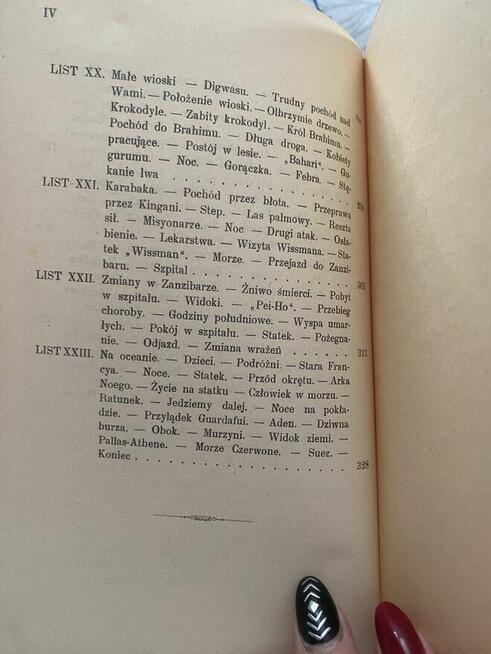 IV
LIST XX. Małe wioski — Digwasu. — Trudny pochód nad
Wami. — Położenie wioski. — Olbrzymie drzewo. —
Krokodyle. — Zabity krokodyl. — Król Brahimu. —
Pochód do Brahimu. — Długa droga. — Kobiety
pracujące. — Postój w lesie. — „Bahari“. — Gu-
gurumu. — Noc. — Gorączka. — Febra. — Stę-
kanie lwa . . . . . . . . . . . . .
LIST XXI. Karabaka. — Pochód przez błota. — Przeprawa
przez Kingani. — Step. — Las palmowy. — Reszta
sił. — Misyonarze. — Noc — Drugi atak. — Osła-
bienie. — Lekarstwa. — Wizyta Wissmana. — Sta-
tek „Wissman“. — Morze. — Przejazd do Zanzi-
baru. — Szpital . . . . . . . . . . . 301
LIST XXII. Zmiany w Zanzibarze. — Żniwo śmierci. — Pobyt
w szpitalu. — Widoki. — „Pei-Ho“. — Przebieg
choroby. — Godziny południowe. — Wyspa umar-
łych. — Pokój w szpitalu. — Statek. — Pożegna-
nie. — Odjazd. — Zmiana wrażeń . . . . . 313
LIST XXIII. Na oceanie. — Dzieci. — Podróżni. — Stara Fran-
cya. — Noce. — Statek. — Przód okrętu. — Arka
Noego. — Życie na statku — Człowiek w morzu. —
Ratunek. — Jedziemy dalej. — Noce na pokła-
dzie. — Przylądek Guardafui. — Aden. — Dziwna
burza. — Obok. — Murzyni. — Widok ziemi. —
Pallas-Athene. — Morze Czerwone. — Suez. —
Koniec . . . . . . . . . . . . . . . 328